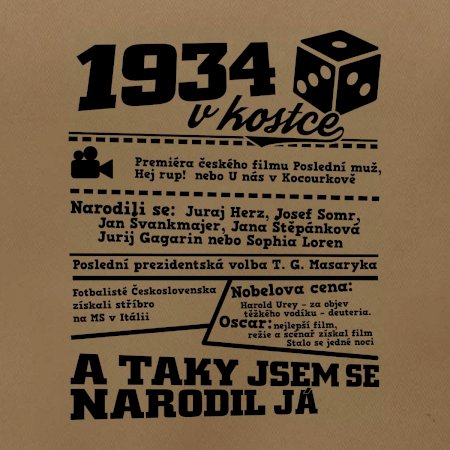 1934
v kostce
Premiéra českého filmu Poslední muž,
Hej rup! nebo U nás v Kocourkově
Narodili se: Juraj Herz, Josef Somr,
Jan Švankmajer, Jana Štěpánková
Jurij Gagarin nebo Sophia Loren
Poslední prezidentská volba T. G. Masaryka
Fotbalisté Československa
získali stříbro
na MS v Itálii
Nobelova cena:
Harold Urey - za objev
těžkého vodíku - deuteria.
Oscar: nejlepší film,
režie a scénář získal film
Stalo se jedné noci
A TAKY JSEM SE
NARODIL JÁ